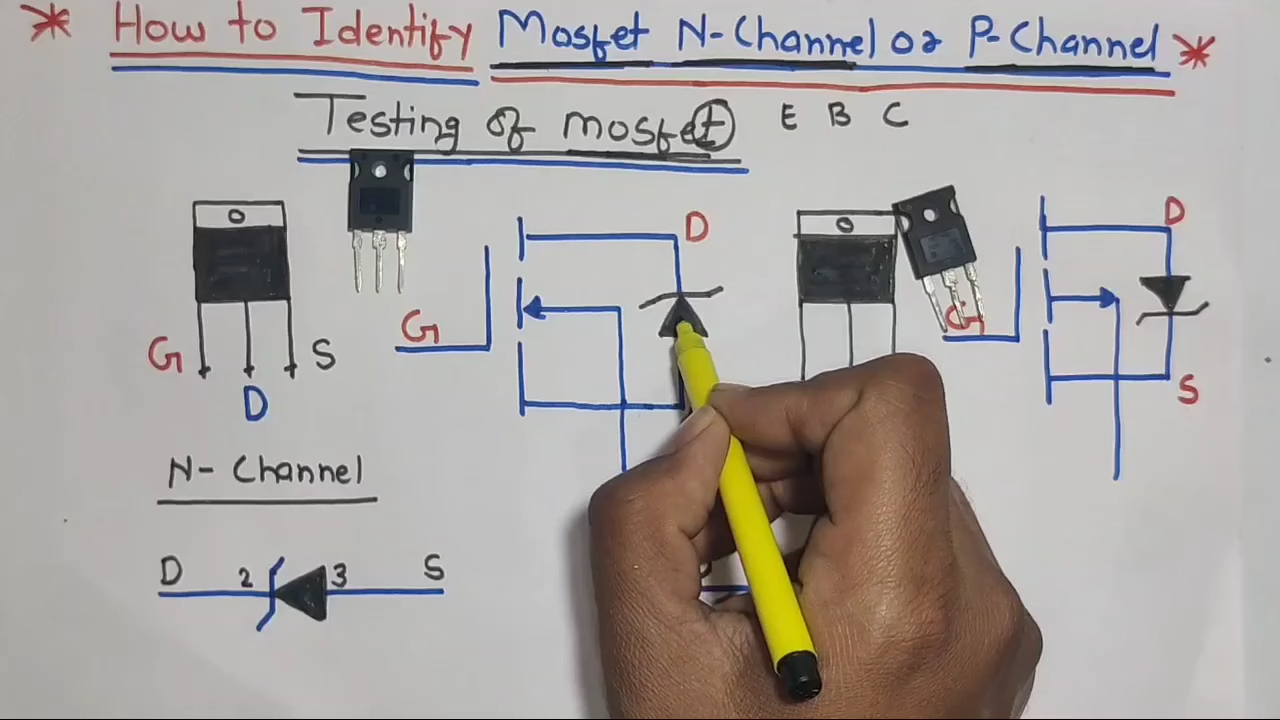 * How to Identify Mosfet N-Channel or P-Channel *
Testing of mosfet E B C
D D
G G
G S
D
S
N- Channel
D 2 3 S